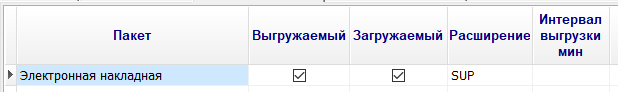 Пакет Выгружаемый Загружаемый Расширение Интервал выгрузки мин
Электронная накладная SUP